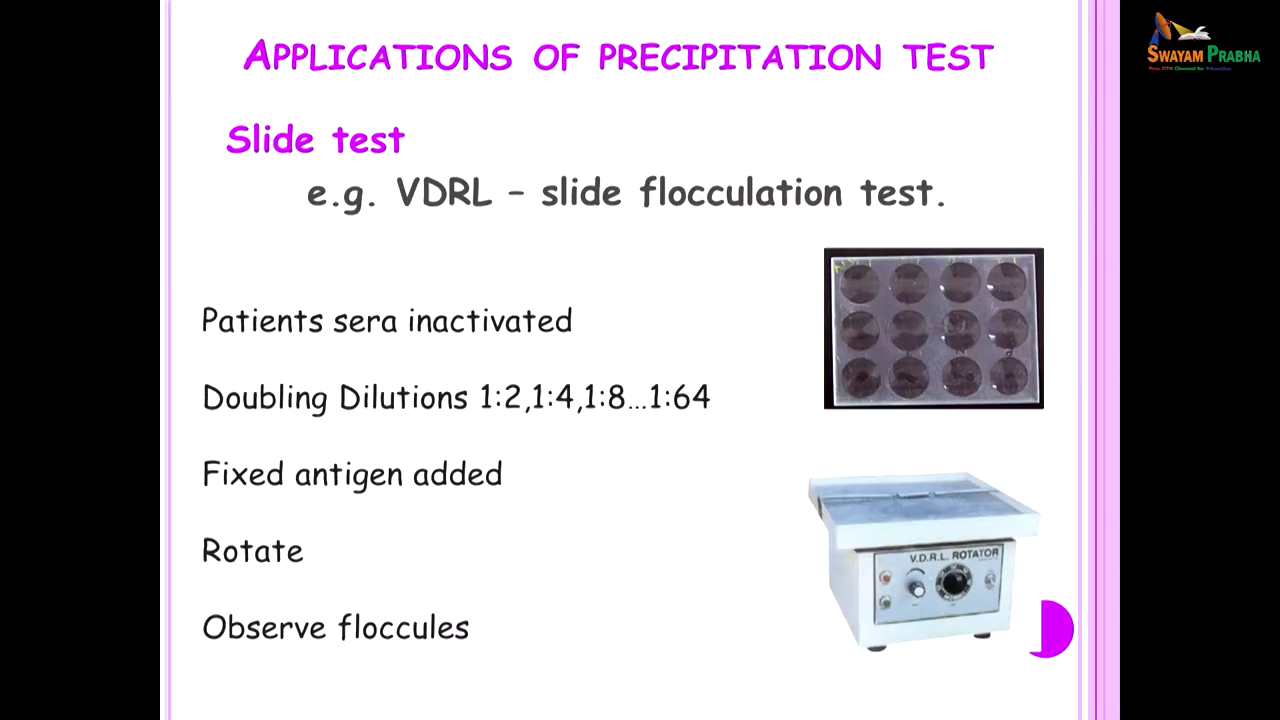 APPLICATIONS OF PRECIPITATION TEST
SWAYAM PRABHA
Slide test
e.g. VDRL – slide flocculation test.
Patients sera inactivated
Doubling Dilutions 1:2,1:4,1:8...1:64
Fixed antigen added
V.D.R.L. ROTATOR
Rotate
Observe floccules